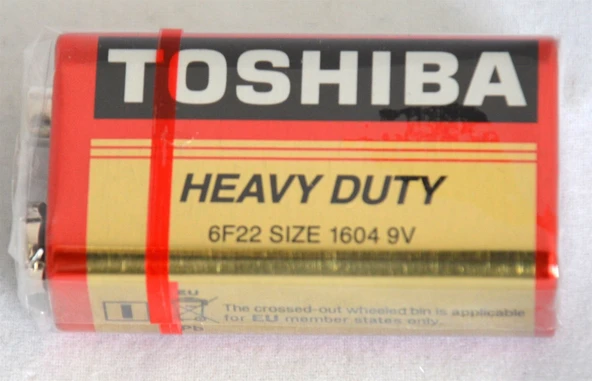 TOSHIBA
HEAVY DUTY
6F22 SIZE 1604 9V
EU
The crossed-out wheeled bin is applicable
for EU member states only.